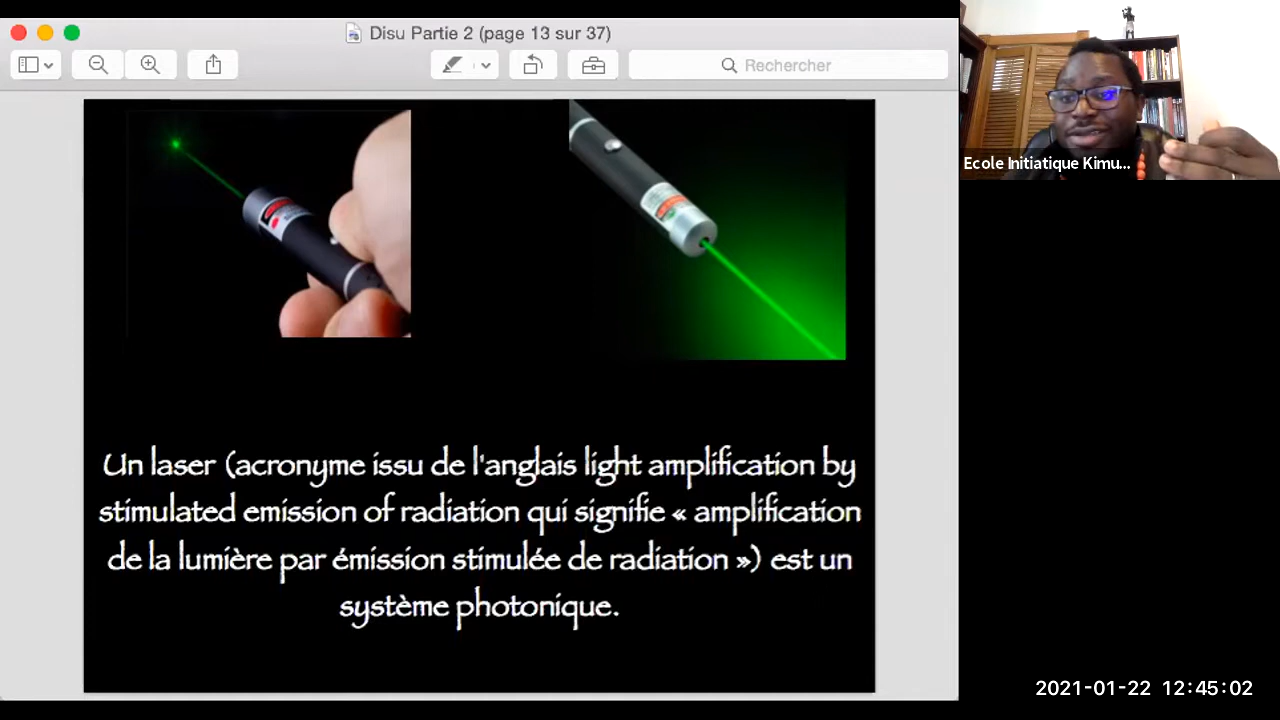 Disu Partie 2 (page 13 sur 37)
Rechercher
Ecole Initiatique Kimu...
Un laser (acronyme issu de l'anglais light amplification by
stimulated emission of radiation qui signifie « amplification
de la lumière par émission stimulée de radiation ») est un
système photonique.
2021-01-22 12:45:02